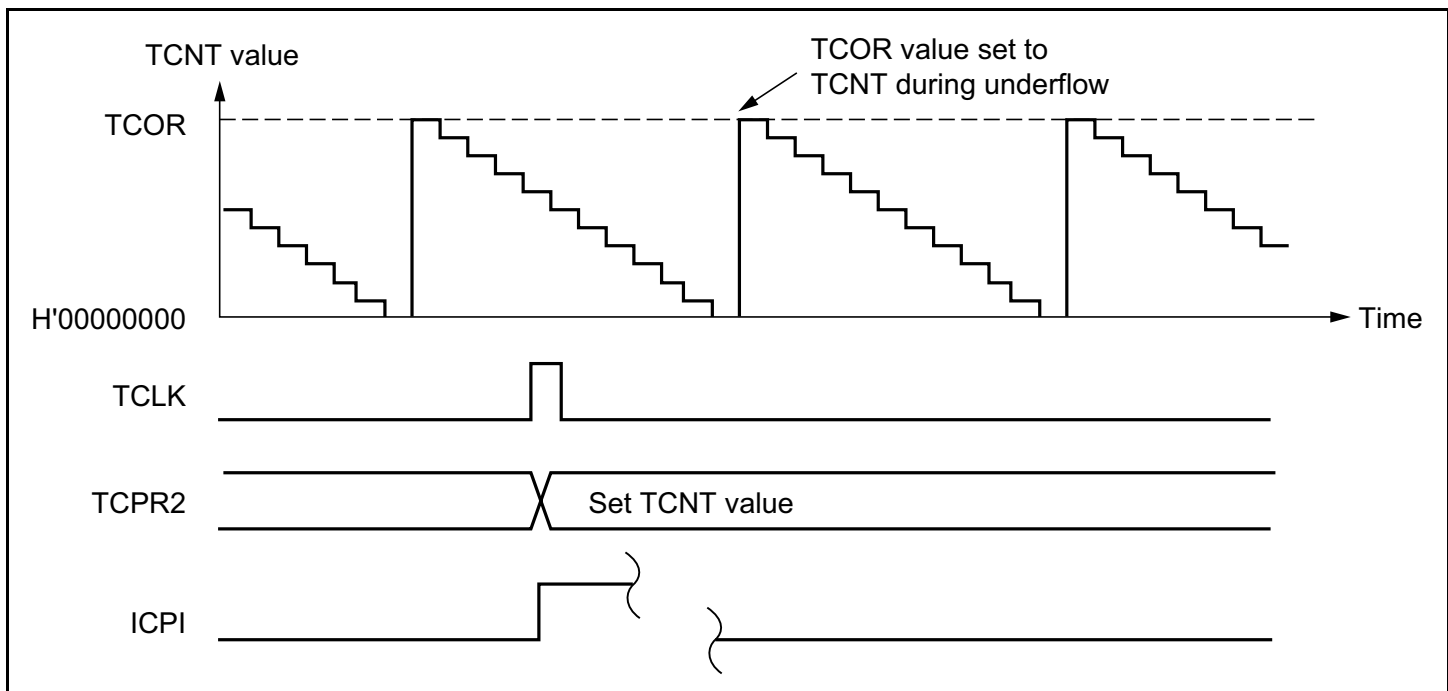 TCNT value
TCOR value set to
TCNT during underflow
TCOR
H'00000000
Time
TCLK
TCPR2
Set TCNT value
ICPI